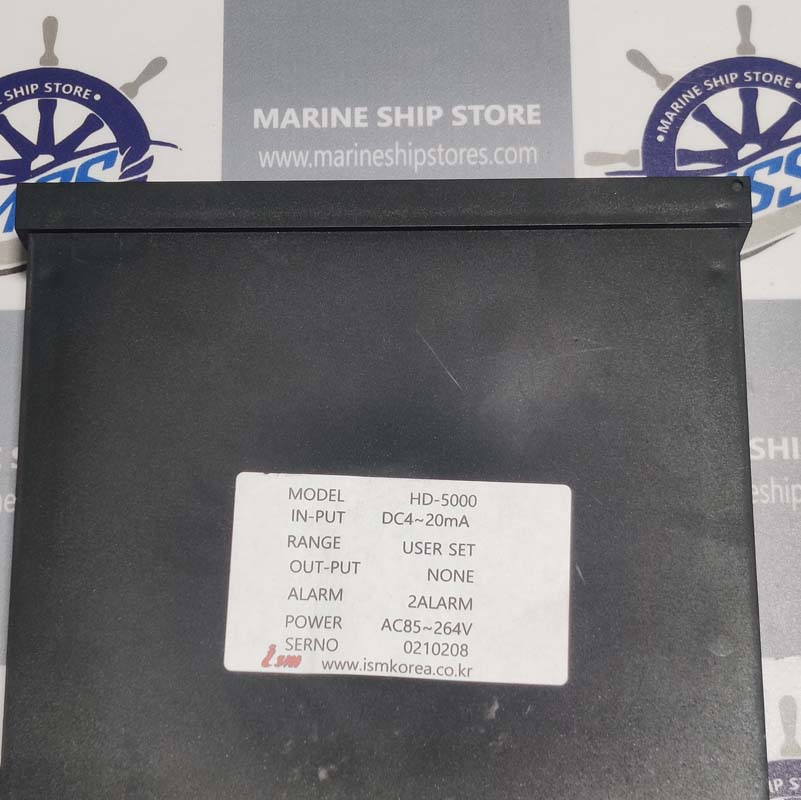 SHIP STORE
MARINE SHIP STORE
MARINE SHIP STORE
www.marineshipstores.com
MODEL HD-5000
IN-PUT DC4~20mA
RANGE USER SET
OUT-PUT NONE
ALARM 2ALARM
POWER AC85~264V
SERNO 0210208
ism www.ismkorea.co.kr